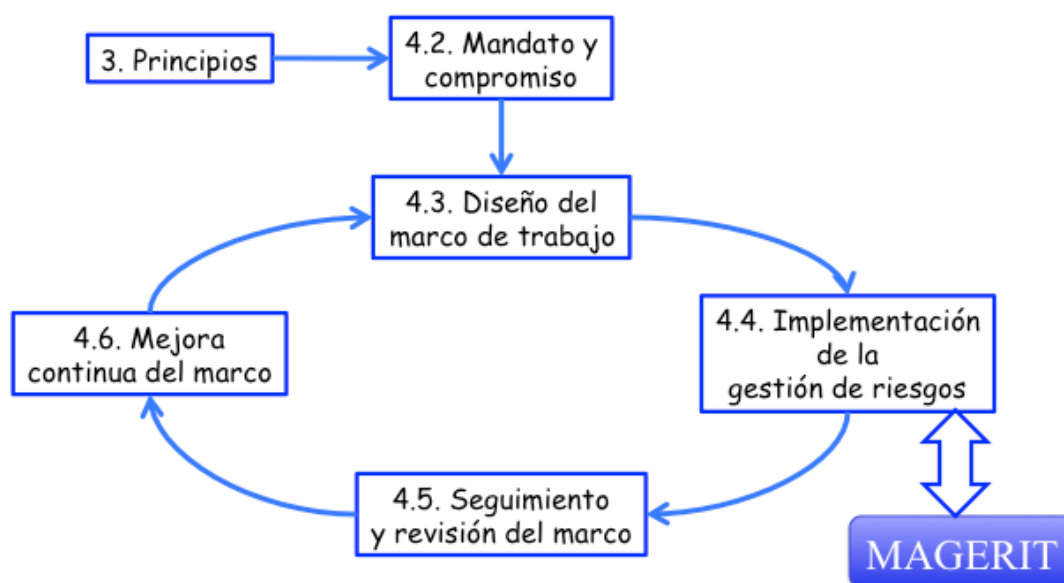 3. Principios
4.2. Mandato y
compromiso
4.3. Diseño del
marco de trabajo
4.4. Implementación
de la
gestión de riesgos
4.6. Mejora
continua del marco
4.5. Seguimiento
y revisión del marco
MAGERIT